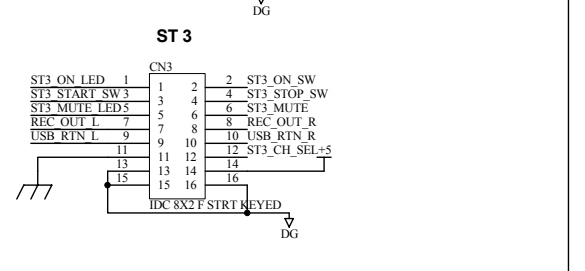 DG
ST 3
CN3
ST3_ON_LED 1 1 2 2 ST3_ON_SW
ST3_START_SW 3 3 4 4 ST3_STOP_SW
ST3_MUTE_LED 5 5 6 6 ST3_MUTE
REC_OUT_L 7 7 8 8 REC_OUT_R
USB_RTN_L 9 9 10 10 USB_RTN_R
11 11 12 12 ST3_CH_SEL +5
13 13 14 14
15 15 16 16
IDC 8X2 F STRT KEYED
DG